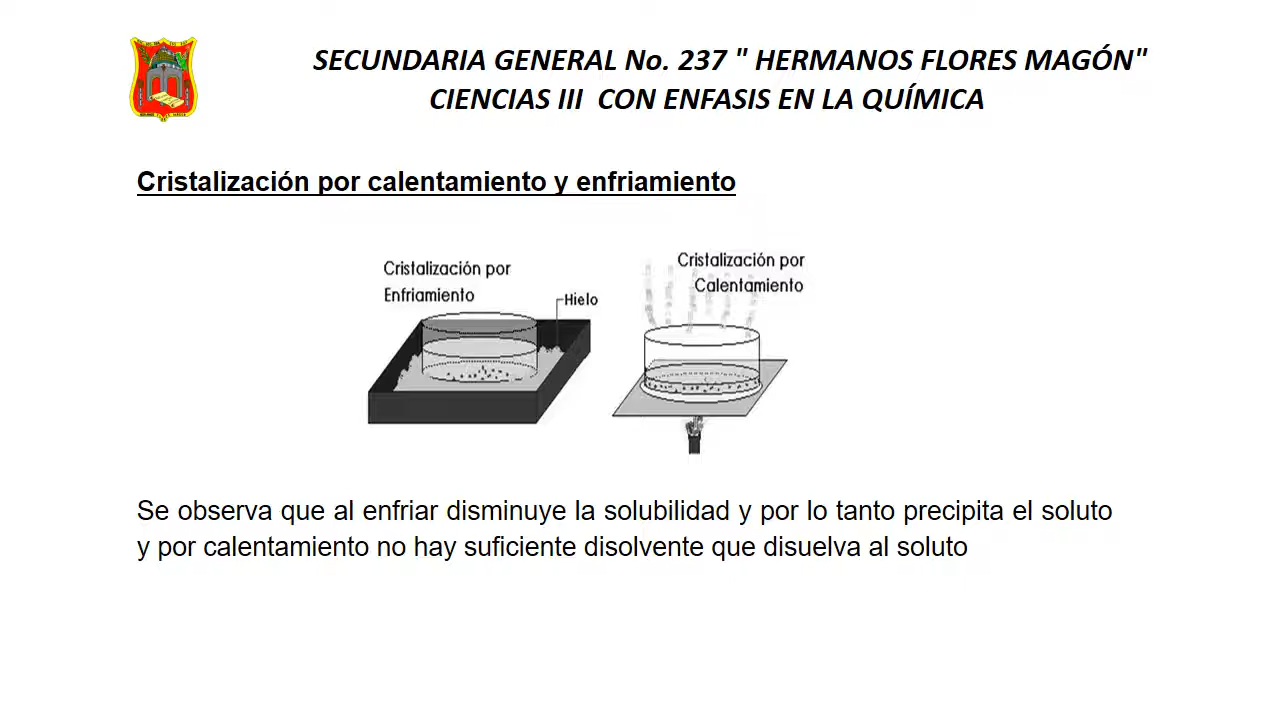 SECUNDARIA GENERAL No. 237 " HERMANOS FLORES MAGÓN"
CIENCIAS III CON ENFASIS EN LA QUÍMICA
Cristalización por calentamiento y enfriamiento
Cristalización por
Enfriamiento
Hielo
Cristalización por
Calentamiento
Se observa que al enfriar disminuye la solubilidad y por lo tanto precipita el soluto
y por calentamiento no hay suficiente disolvente que disuelva al soluto